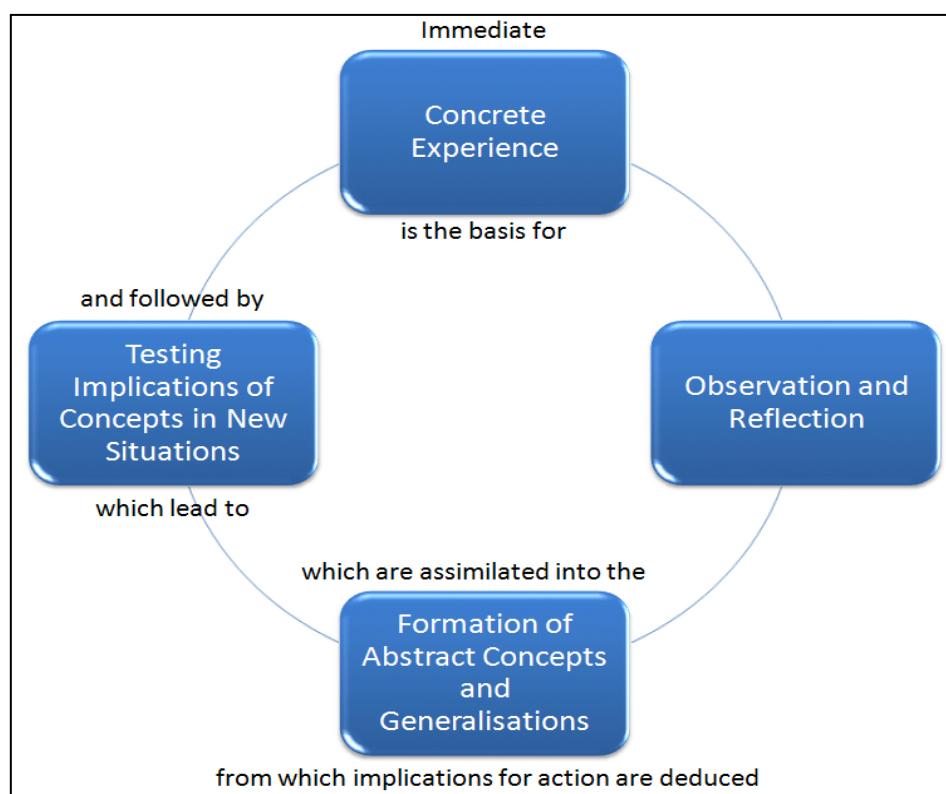 Immediate
Concrete
Experience
is the basis for
Observation and
Reflection
which are assimilated into the
Formation of
Abstract Concepts
and
Generalisations
from which implications for action are deduced
and followed by
Testing
Implications of
Concepts in New
Situations
which lead to